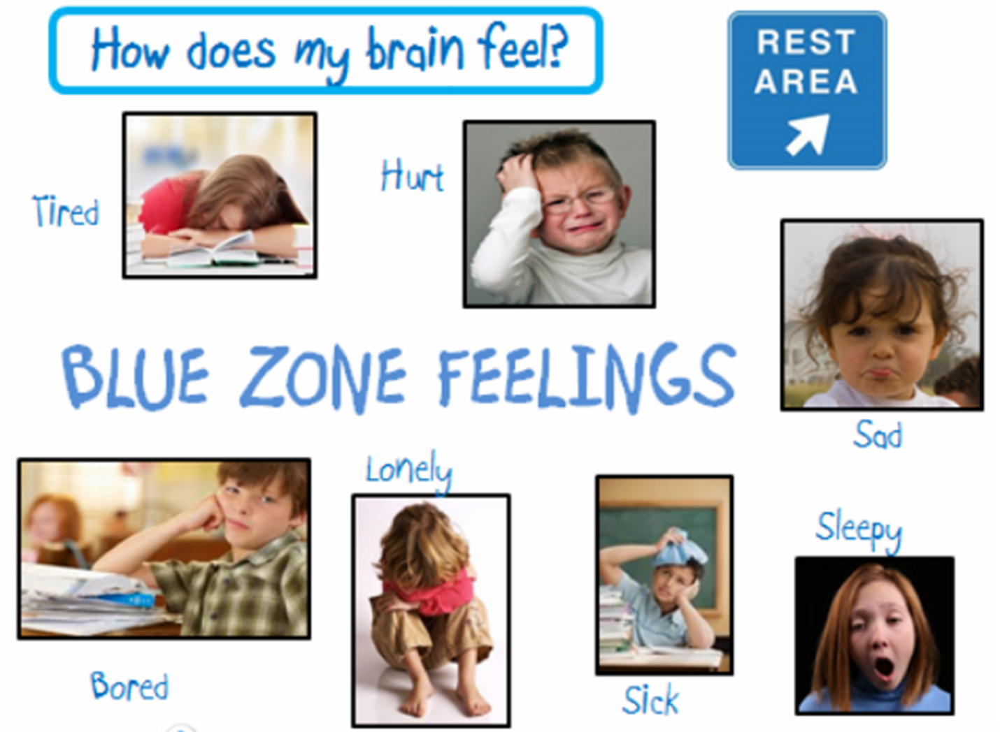 How does my brain feel?
REST
AREA
Tired
Hurt
Sad
BLUE ZONE FEELINGS
Lonely
Sleepy
Bored
Sick